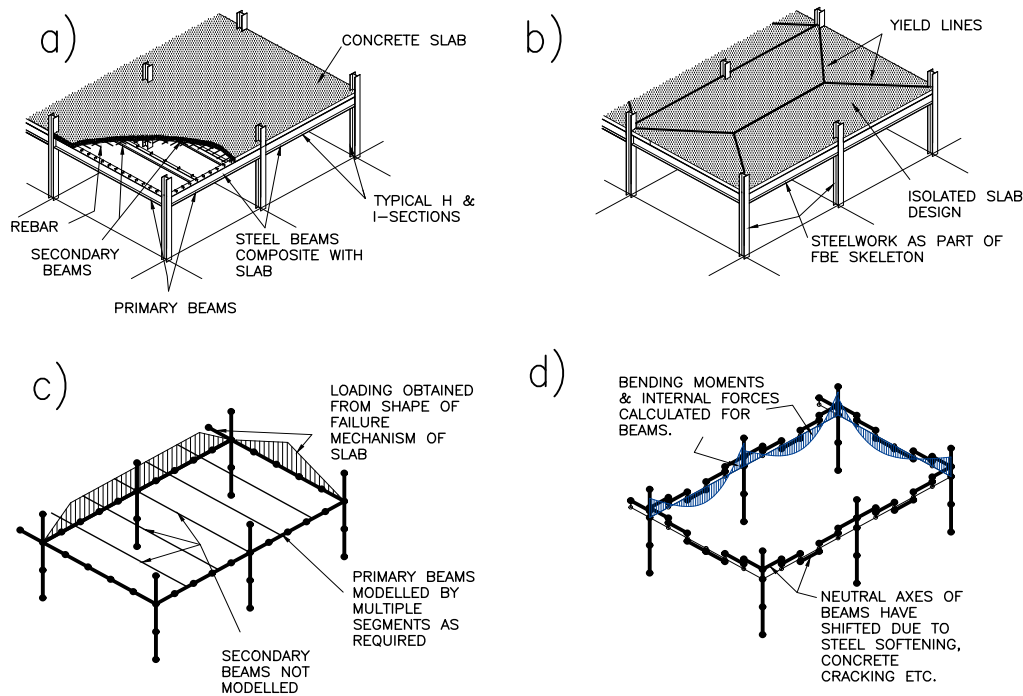 a)
CONCRETE SLAB
TYPICAL H &
I-SECTIONS
REBAR
SECONDARY
BEAMS
STEEL BEAMS
COMPOSITE WITH
SLAB
PRIMARY BEAMS
b)
YIELD LINES
ISOLATED SLAB
DESIGN
STEELWORK AS PART OF
FBE SKELETON
c)
LOADING OBTAINED
FROM SHAPE OF
FAILURE
MECHANISM OF
SLAB
PRIMARY BEAMS
MODELLED BY
MULTIPLE
SEGMENTS AS
REQUIRED
SECONDARY
BEAMS NOT
MODELLED
d)
BENDING MOMENTS
& INTERNAL FORCES
CALCULATED FOR
BEAMS.
NEUTRAL AXES OF
BEAMS HAVE
SHIFTED DUE TO
STEEL SOFTENING,
CONCRETE
CRACKING ETC.